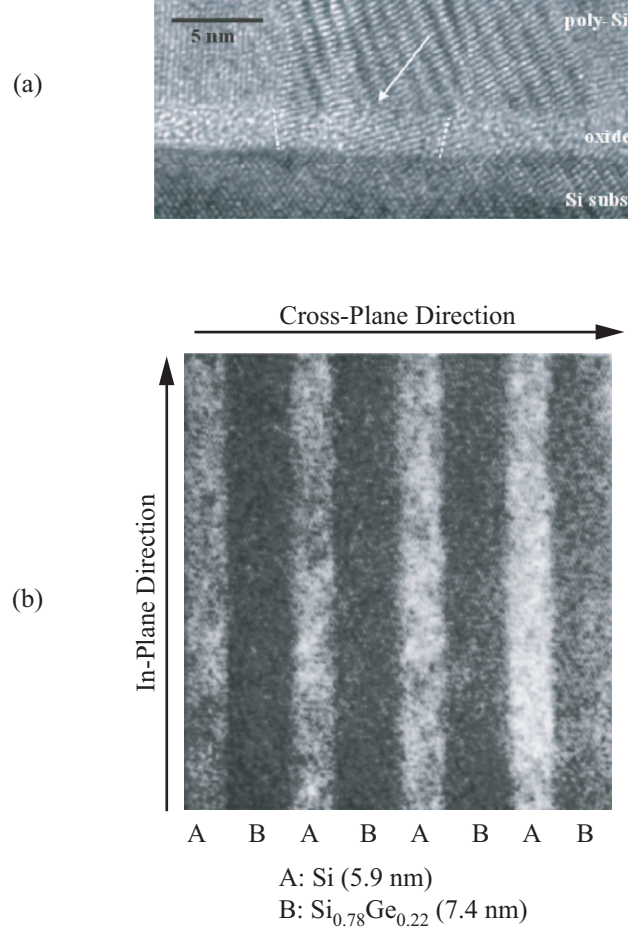 (a)
5 nm
poly-Si
oxide
Si subs
(b)
Cross-Plane Direction
In-Plane Direction
A B A B A B A B
A: Si (5.9 nm)
B: Si0.78Ge0.22 (7.4 nm)